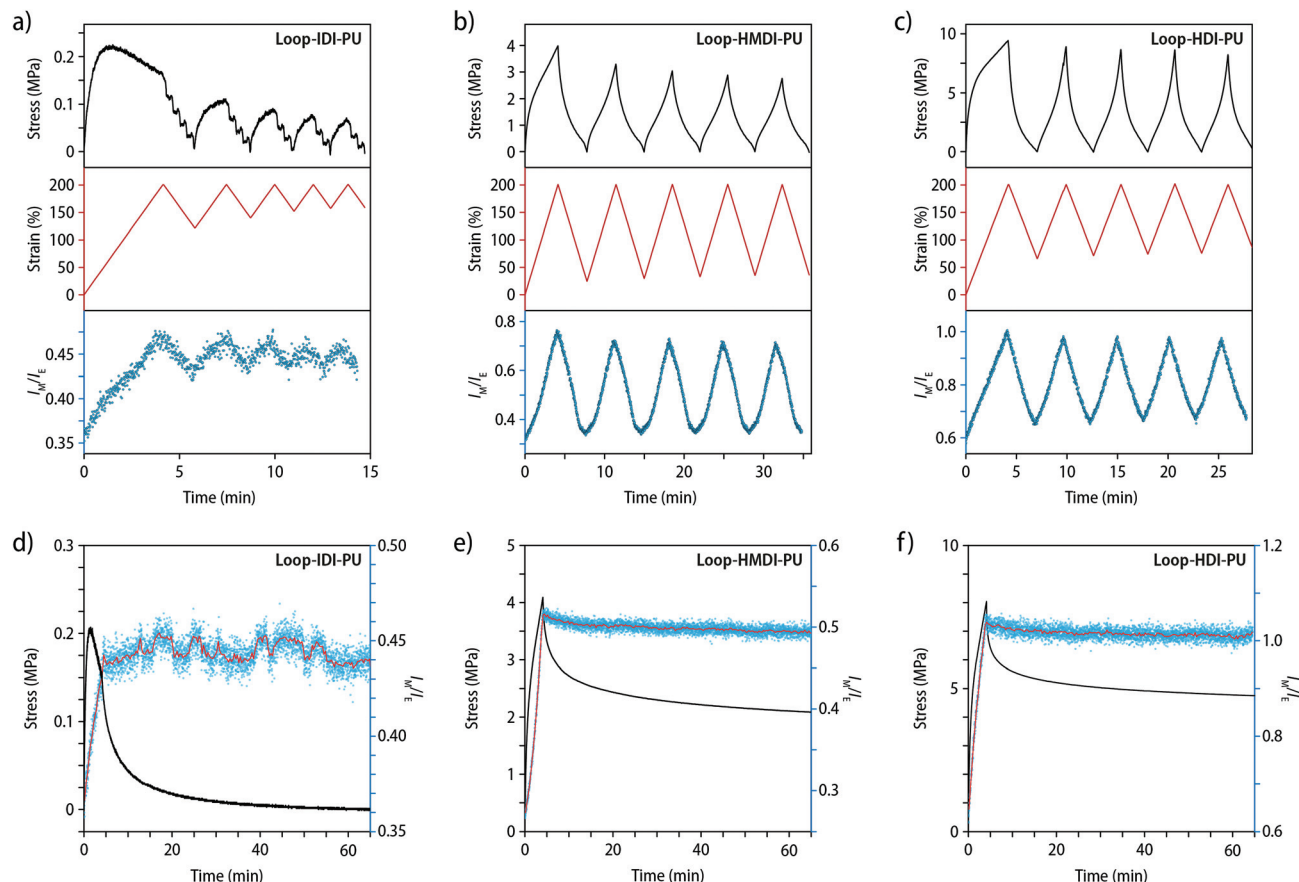 a)
Loop-IDI-PU
Stress (MPa)
0.2
0.1
0
Strain (%)
200
150
100
50
0
I_M/I_E
0.45
0.40
0.35
0 5 10 15
Time (min)
b)
Loop-HMDI-PU
Stress (MPa)
4
3
2
1
0
Strain (%)
200
150
100
50
0
I_M/I_E
0.8
0.6
0.4
0 10 20 30
Time (min)
c)
Loop-HDI-PU
Stress (MPa)
10
5
0
Strain (%)
200
150
100
50
0
I_M/I_E
1.0
0.8
0.6
0 5 10 15 20 25
Time (min)
d)
Loop-IDI-PU
Stress (MPa)
0.3
0.2
0.1
0
0.50
0.45
0.40
0.35
I_M/I_E
0 20 40 60
Time (min)
e)
Loop-HMDI-PU
Stress (MPa)
5
4
3
2
1
0
0.6
0.5
0.4
0.3
I_M/I_E
0 10 20 30 40 50 60
Time (min)
f)
Loop-HDI-PU
Stress (MPa)
10
5
0
1.2
1.0
0.8
0.6
I_M/I_E
0 10 20 30 40 50 60
Time (min)